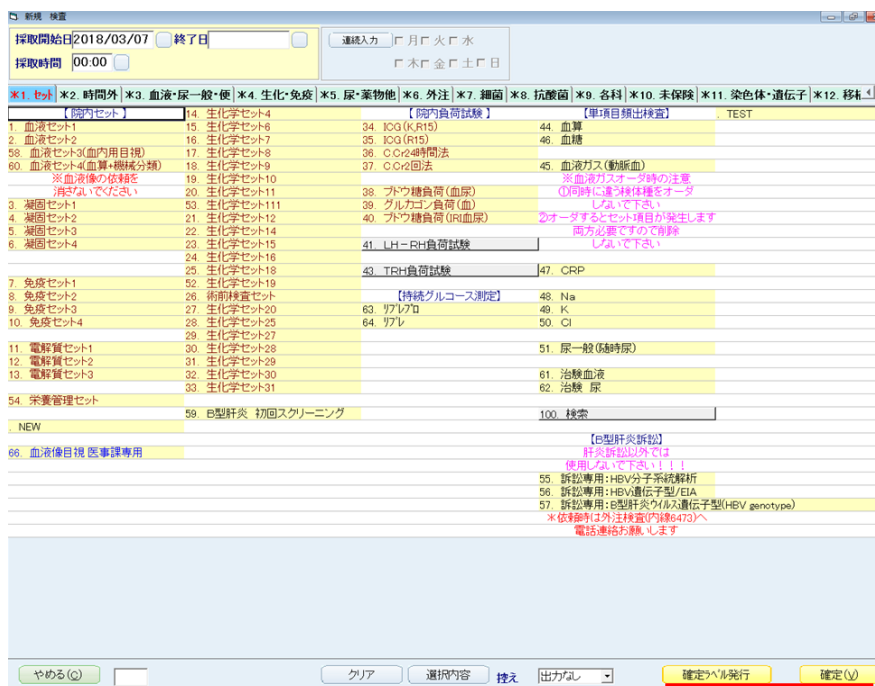 新規 検査
採取開始日 2018/03/07 終了日
連続入力 月 火 水
採取時間 00:00
木 金 土 日
*1. セット *2. 時間外 *3. 血液・尿一般・便 *4. 生化・免疫 *5. 尿・薬物他 *6. 外注 *7. 細菌 *8. 抗酸菌 *9. 各科 *10. 未保険 *11. 染色体・遺伝子 *12. 移植
【院内セット】
1. 血液セット1
2. 血液セット2
58. 血液セット3(血内用目視)
60. 血液セット4(血算+機械分類)
※血液像の依頼を
消さないでください
3. 凝固セット1
4. 凝固セット2
5. 凝固セット3
6. 凝固セット4
7. 免疫セット1
8. 免疫セット2
9. 免疫セット3
10. 免疫セット4
11. 電解質セット1
12. 電解質セット2
13. 電解質セット3
54. 栄養管理セット
. NEW
66. 血液像目視 医事課専用
14. 生化学セット4
15. 生化学セット6
16. 生化学セット7
17. 生化学セット8
18. 生化学セット9
19. 生化学セット10
20. 生化学セット11
53. 生化学セット111
21. 生化学セット12
22. 生化学セット14
23. 生化学セット15
24. 生化学セット16
25. 生化学セット18
52. 生化学セット19
26. 術前検査セット
27. 生化学セット20
28. 生化学セット25
29. 生化学セット27
30. 生化学セット28
31. 生化学セット29
32. 生化学セット30
33. 生化学セット31
59. B型肝炎 初回スクリーニング
【院内負荷試験】
34. ICG(K,R15)
35. ICG(R15)
36. C.Cr24時間法
37. C.Cr2回法
38. ブドウ糖負荷(血尿)
39. グルカゴン負荷(血)
40. ブドウ糖負荷(IRI血尿)
41. LH-RH負荷試験
43. TRH負荷試験
【持続グルコース測定】
63. リブレプロ
64. リブレ
【単項目頻出検査】
44. 血算
46. 血糖
45. 血液ガス(動脈血)
※血液ガスオーダ時の注意
①同時に違う検体種をオーダ
しないで下さい
②オーダするとセット項目が発生します
両方必要ですので削除
しないで下さい
47. CRP
48. Na
49. K
50. Cl
51. 尿一般(随時尿)
61. 治験血液
62. 治験 尿
100. 検索
【B型肝炎訴訟】
肝炎訴訟以外では
使用しないで下さい!!!
55. 訴訟専用:HBV分子系統解析
56. 訴訟専用:HBV遺伝子型/EIA
57. 訴訟専用:B型肝炎ウイルス遺伝子型(HBV genotype)
*依頼時は外注検査(内線6473)へ
電話連絡お願いします
. TEST
やめる(C) クリア 選択内容 控え 出力なし 確定ラベル発行 確定(V)